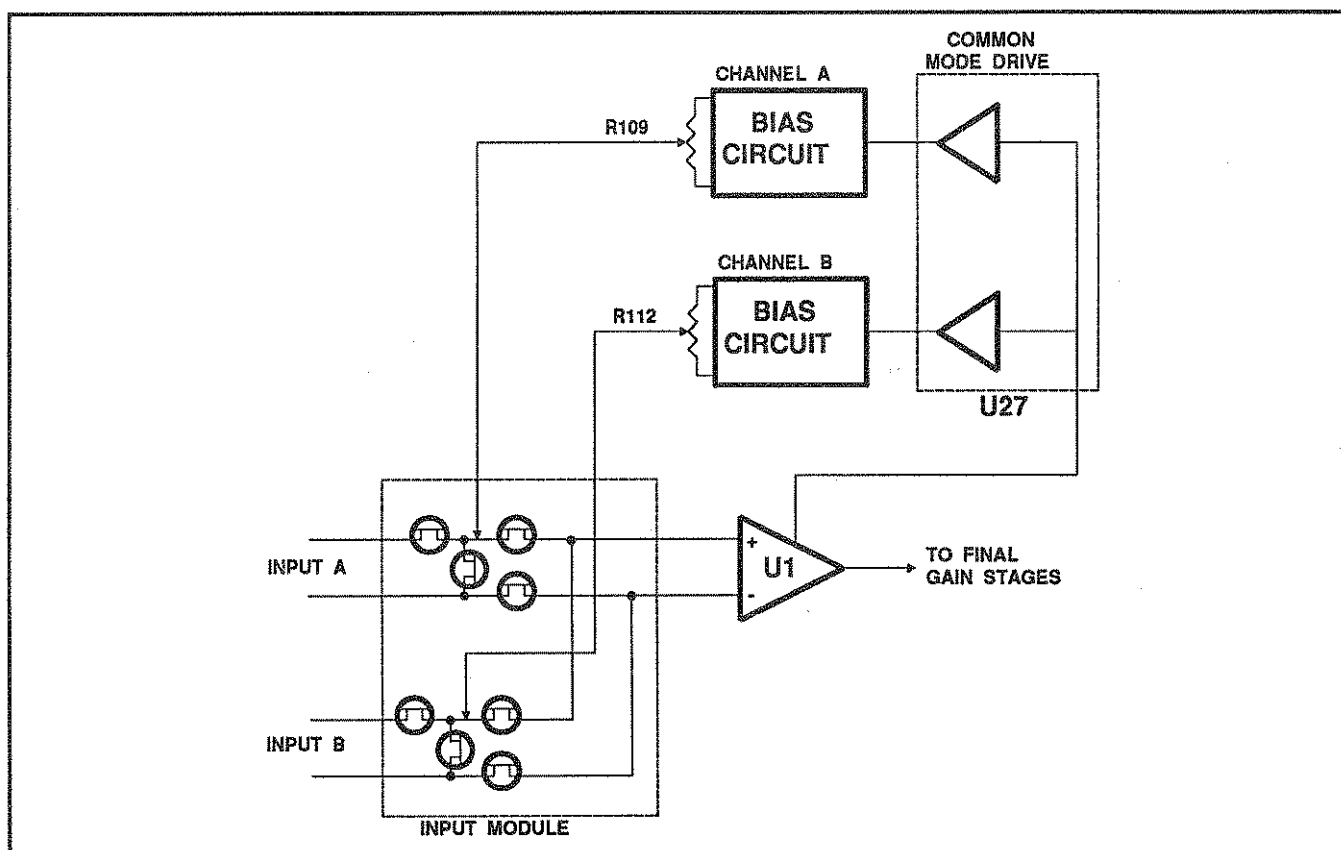 COMMON
MODE DRIVE
CHANNEL A
BIAS
CIRCUIT
R109
CHANNEL B
BIAS
CIRCUIT
R112
U27
INPUT A
+
U1
-
TO FINAL
GAIN STAGES
INPUT B
INPUT MODULE